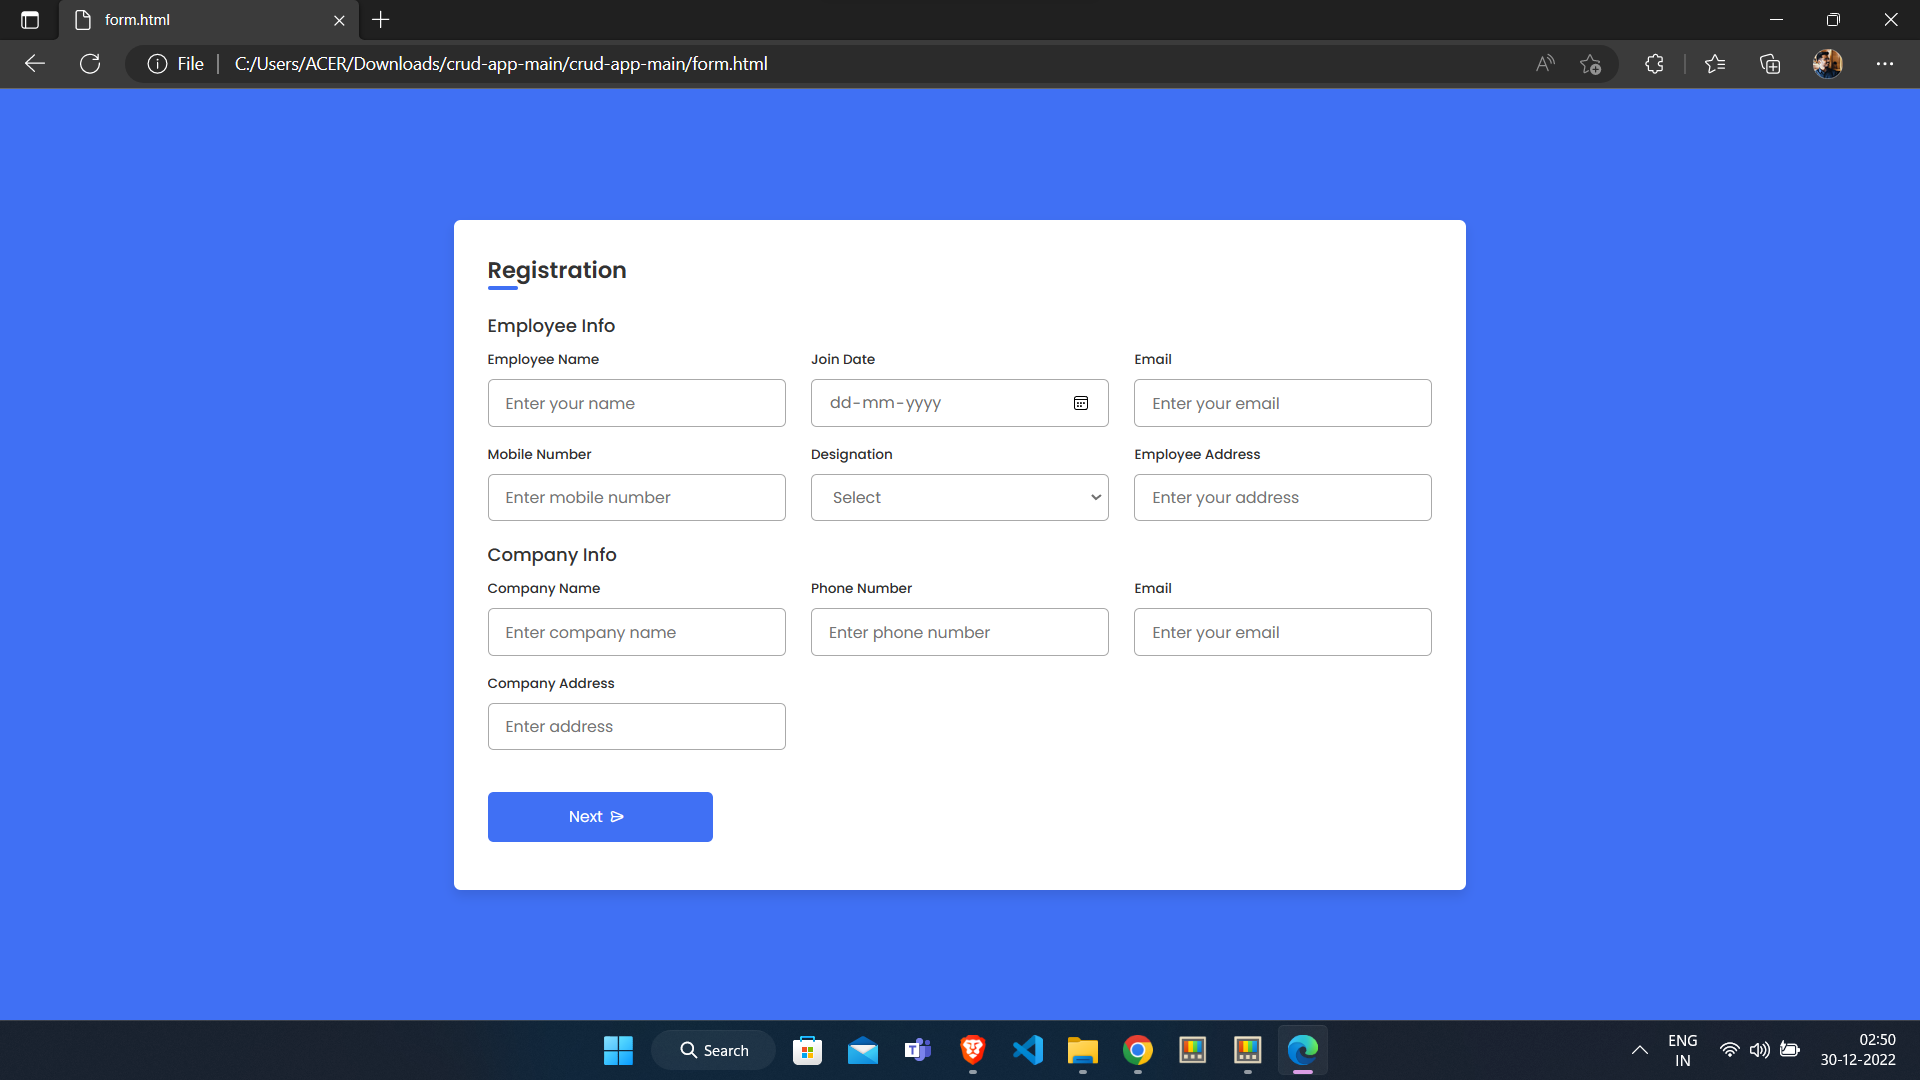 form.html
File
C:/Users/ACER/Downloads/crud-app-main/crud-app-main/form.html
Registration
Employee Info
Employee Name
Join Date
Email
Enter your name
dd-mm-yyyy
Enter your email
Mobile Number
Designation
Employee Address
Enter mobile number
Select
Enter your address
Company Info
Company Name
Phone Number
Email
Enter company name
Enter phone number
Enter your email
Company Address
Enter address
Next
Search
ENG
IN
02:50
30-12-2022